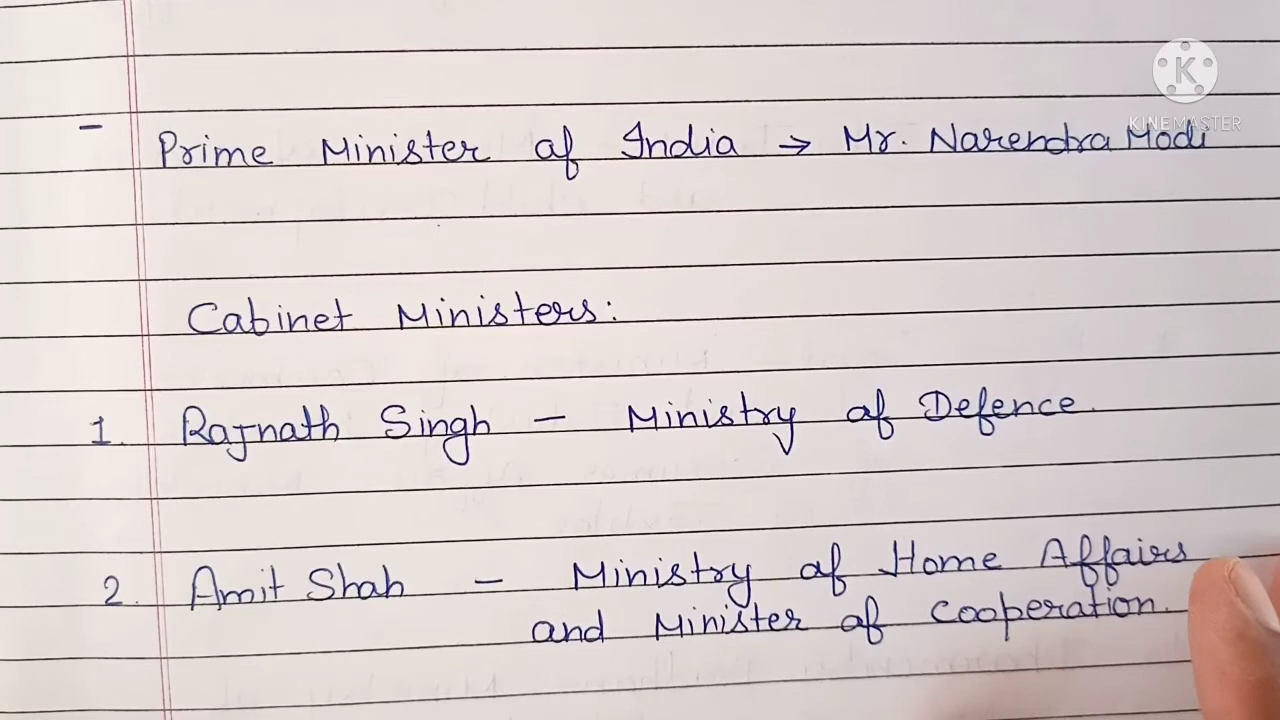 K
KINEMASTER
- Prime Minister of India → Mr. Narendra Modi
Cabinet Ministers:
1. Rajnath Singh - Ministry of Defence.
2. Amit Shah - Ministry of Home Affairs
and Minister of Cooperation.